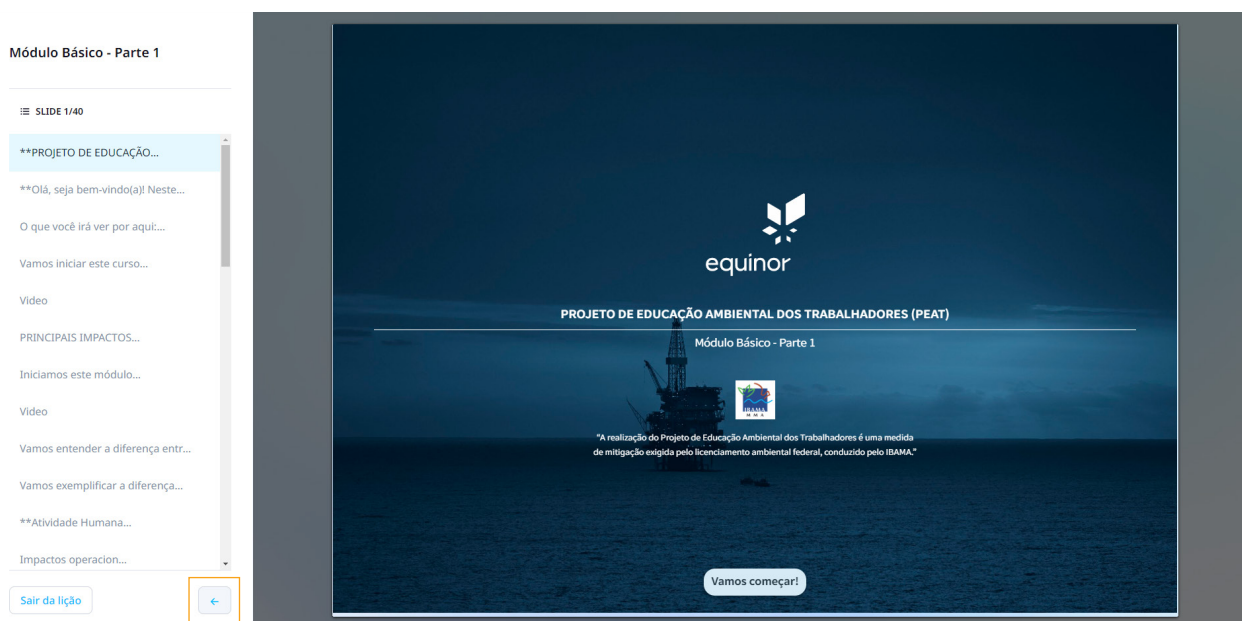 Módulo Básico - Parte 1
SLIDE 1/40
**PROJETO DE EDUCAÇÃO...
**Olá, seja bem-vindo(a)! Neste...
O que você irá ver por aqui:...
Vamos iniciar este curso...
Video
PRINCIPAIS IMPACTOS...
Iniciamos este módulo...
Video
Vamos entender a diferença entr...
Vamos exemplificar a diferença...
**Atividade Humana...
Impactos operacion...
Sair da lição
equinor
PROJETO DE EDUCAÇÃO AMBIENTAL DOS TRABALHADORES (PEAT)
Módulo Básico - Parte 1
IBAMA
M M A
"A realização do Projeto de Educação Ambiental dos Trabalhadores é uma medida
de mitigação exigida pelo licenciamento ambiental federal, conduzido pelo IBAMA."
Vamos começar!